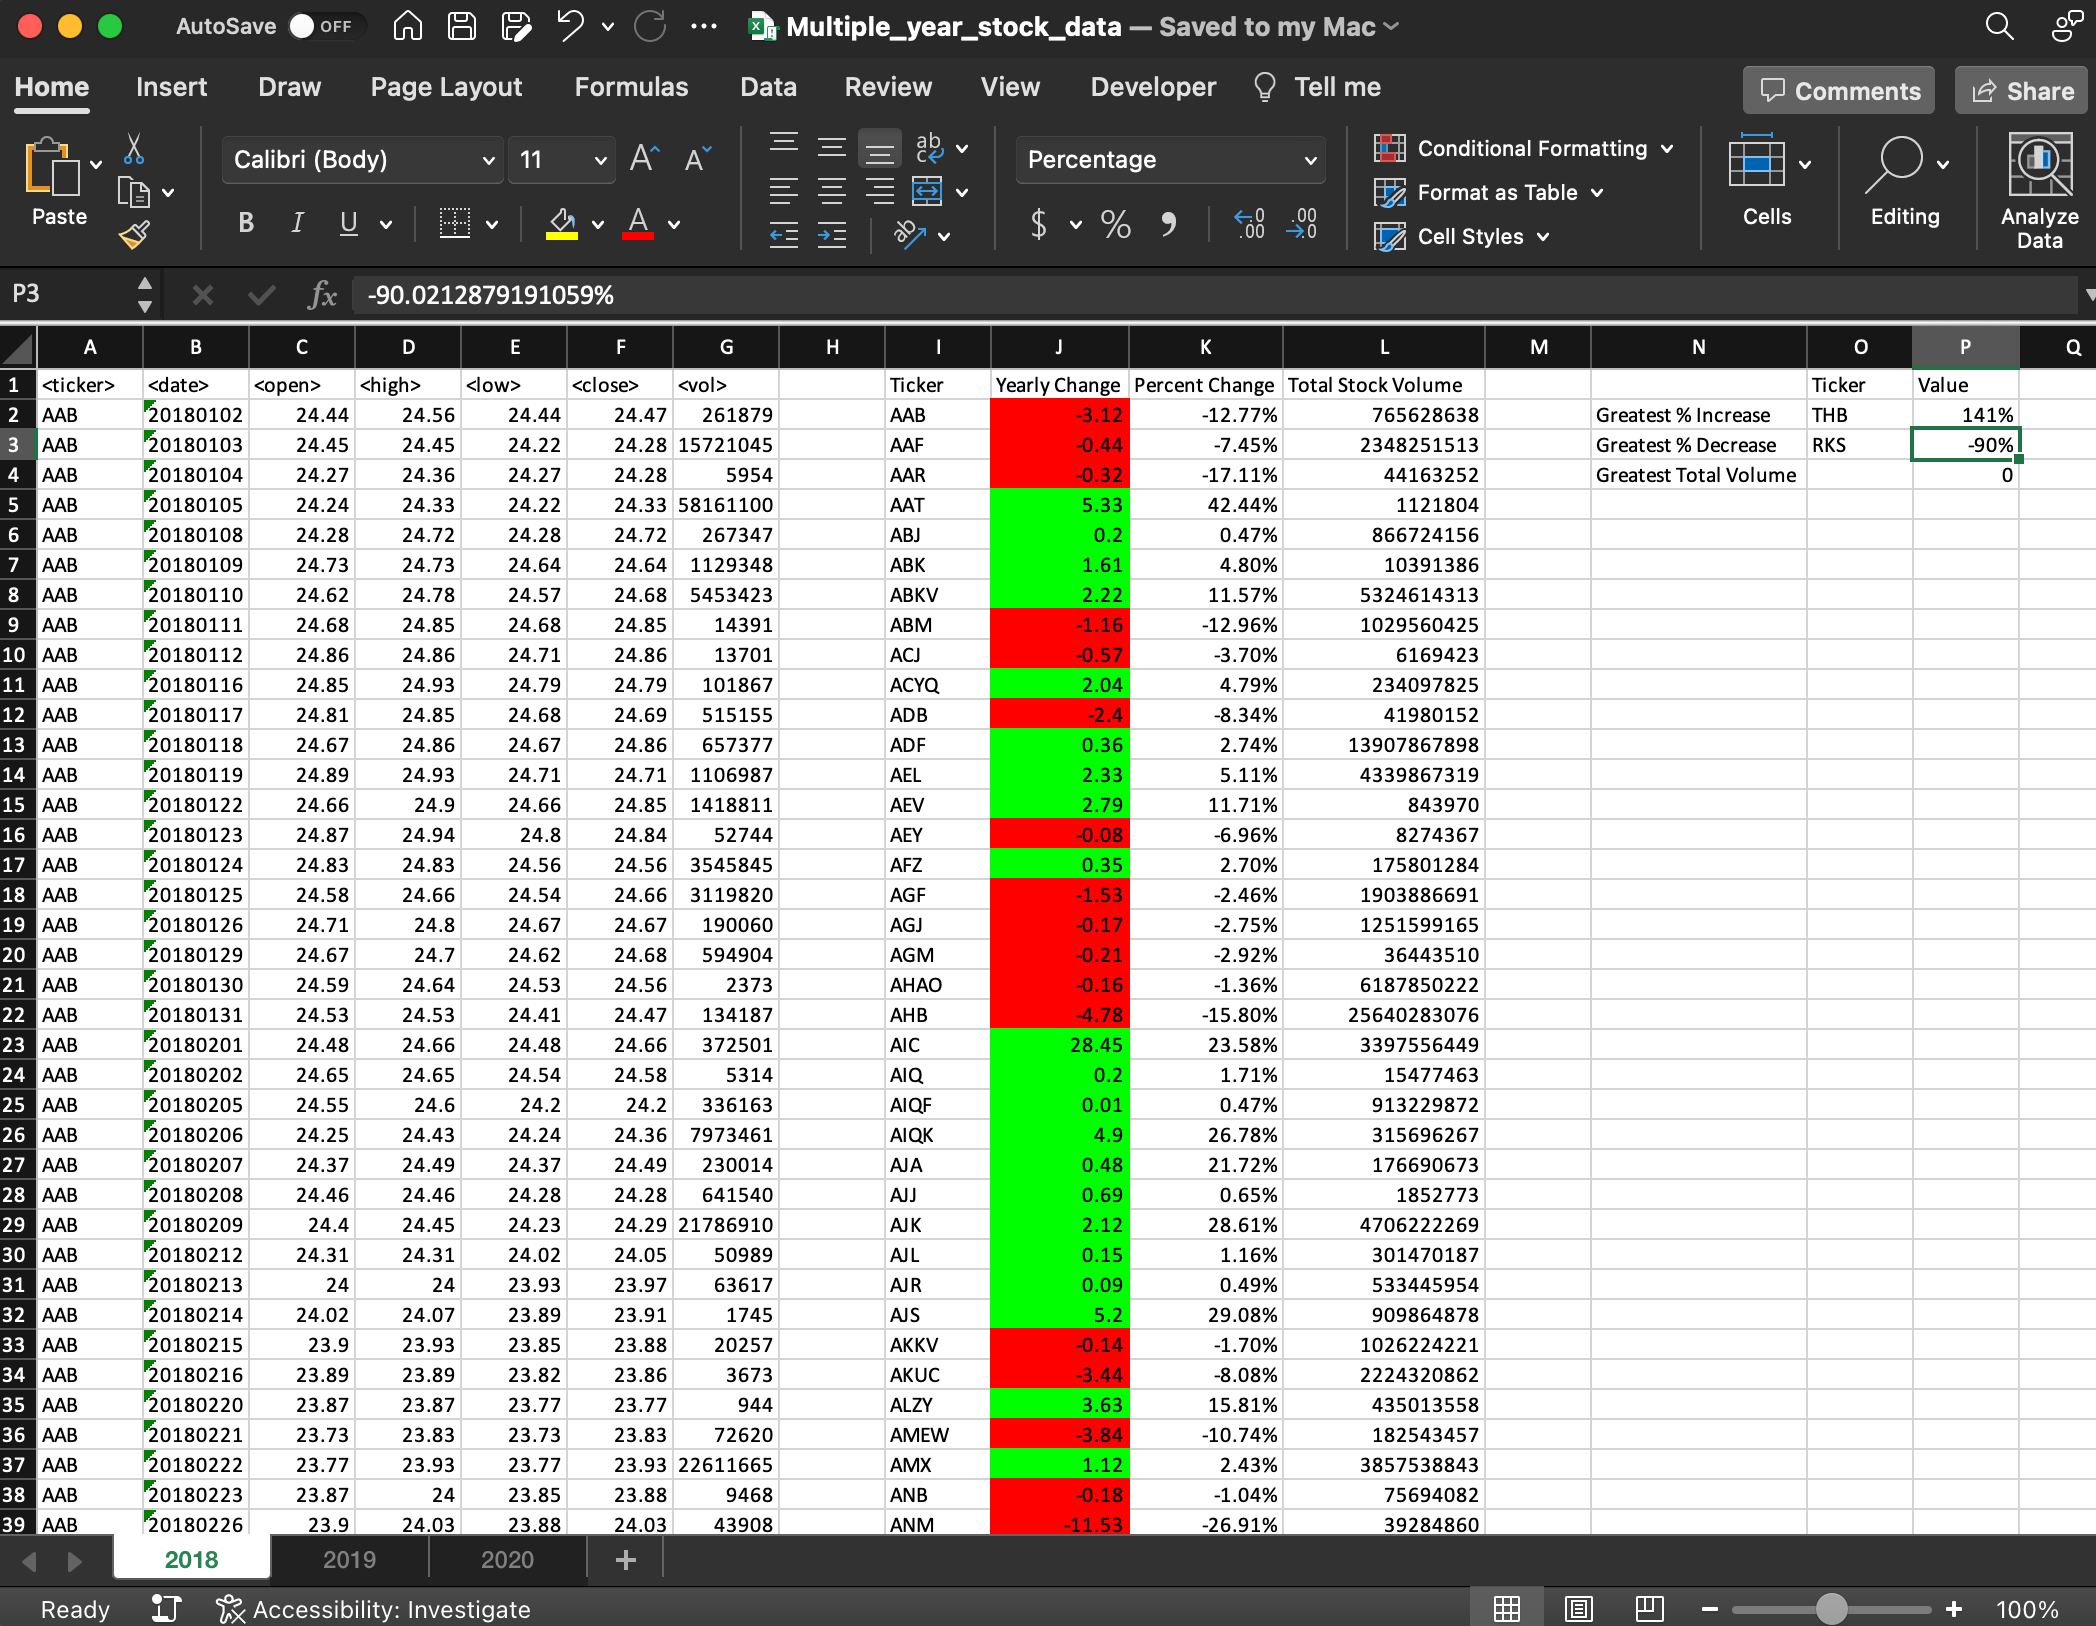 AutoSave OFF Multiple_year_stock_data — Saved to my Mac
Home Insert Draw Page Layout Formulas Data Review View Developer Tell me Comments Share
Paste Calibri (Body) 11 Percentage Conditional Formatting Format as Table Cell Styles Cells Editing Analyze Data
P3 fx -90.0212879191059%
A B C D E F G H I J K L M N O P Q
1 <ticker> <date> <open> <high> <low> <close> <vol> Ticker Yearly Change Percent Change Total Stock Volume Ticker Value
2 AAB 20180102 24.44 24.56 24.44 24.47 261879 AAB -3.12 -12.77% 765628638 Greatest % Increase THB 141%
3 AAB 20180103 24.45 24.45 24.22 24.28 15721045 AAF -0.44 -7.45% 2348251513 Greatest % Decrease RKS -90%
4 AAB 20180104 24.27 24.36 24.27 24.28 5954 AAR -0.32 -17.11% 44163252 Greatest Total Volume 0
5 AAB 20180105 24.24 24.33 24.22 24.33 58161100 AAT 5.33 42.44% 1121804
6 AAB 20180108 24.28 24.72 24.28 24.72 267347 ABJ 0.2 0.47% 866724156
7 AAB 20180109 24.73 24.73 24.64 24.64 1129348 ABK 1.61 4.80% 10391386
8 AAB 20180110 24.62 24.78 24.57 24.68 5453423 ABKV 2.22 11.57% 5324614313
9 AAB 20180111 24.68 24.85 24.68 24.85 14391 ABM -1.16 -12.96% 1029560425
10 AAB 20180112 24.86 24.86 24.71 24.86 13701 ACJ -0.57 -3.70% 6169423
11 AAB 20180116 24.85 24.93 24.79 24.79 101867 ACYQ 2.04 4.79% 234097825
12 AAB 20180117 24.81 24.85 24.68 24.69 515155 ADB -2.4 -8.34% 41980152
13 AAB 20180118 24.67 24.86 24.67 24.86 657377 ADF 0.36 2.74% 13907867898
14 AAB 20180119 24.89 24.93 24.71 24.71 1106987 AEL 2.33 5.11% 4339867319
15 AAB 20180122 24.66 24.9 24.66 24.85 1418811 AEV 2.79 11.71% 843970
16 AAB 20180123 24.87 24.94 24.8 24.84 52744 AEY -0.08 -6.96% 8274367
17 AAB 20180124 24.83 24.83 24.56 24.56 3545845 AFZ 0.35 2.70% 175801284
18 AAB 20180125 24.58 24.66 24.54 24.66 3119820 AGF -1.53 -2.46% 1903886691
19 AAB 20180126 24.71 24.8 24.67 24.67 190060 AGJ -0.17 -2.75% 1251599165
20 AAB 20180129 24.67 24.7 24.62 24.68 594904 AGM -0.21 -2.92% 36443510
21 AAB 20180130 24.59 24.64 24.53 24.56 2373 AHAO -0.16 -1.36% 6187850222
22 AAB 20180131 24.53 24.53 24.41 24.47 134187 AHB -4.78 -15.80% 25640283076
23 AAB 20180201 24.48 24.66 24.48 24.66 372501 AIC 28.45 23.58% 3397556449
24 AAB 20180202 24.65 24.65 24.54 24.58 5314 AIQ 0.2 1.71% 15477463
25 AAB 20180205 24.55 24.6 24.2 24.2 336163 AIQF 0.01 0.47% 913229872
26 AAB 20180206 24.25 24.43 24.24 24.36 7973461 AIQK 4.9 26.78% 315696267
27 AAB 20180207 24.37 24.49 24.37 24.49 230014 AJA 0.48 21.72% 176690673
28 AAB 20180208 24.46 24.46 24.28 24.28 641540 AJJ 0.69 0.65% 1852773
29 AAB 20180209 24.4 24.45 24.23 24.29 21786910 AJK 2.12 28.61% 4706222269
30 AAB 20180212 24.31 24.31 24.02 24.05 50989 AJL 0.15 1.16% 301470187
31 AAB 20180213 24 24 23.93 23.97 63617 AJR 0.09 0.49% 533445954
32 AAB 20180214 24.02 24.07 23.89 23.91 1745 AJS 5.2 29.08% 909864878
33 AAB 20180215 23.9 23.93 23.85 23.88 20257 AKKV -0.14 -1.70% 1026224221
34 AAB 20180216 23.89 23.89 23.82 23.86 3673 AKUC -3.44 -8.08% 2224320862
35 AAB 20180220 23.87 23.87 23.77 23.77 944 ALZY 3.63 15.81% 435013558
36 AAB 20180221 23.73 23.83 23.73 23.83 72620 AMEW -3.84 -10.74% 182543457
37 AAB 20180222 23.77 23.93 23.77 23.93 22611665 AMX 1.12 2.43% 3857538843
38 AAB 20180223 23.87 24 23.85 23.88 9468 ANB -0.18 -1.04% 75694082
39 AAB 20180226 23.9 24.03 23.88 24.03 43908 ANM -11.53 -26.91% 39284860
2018 2019 2020 +
Ready Accessibility: Investigate 100%